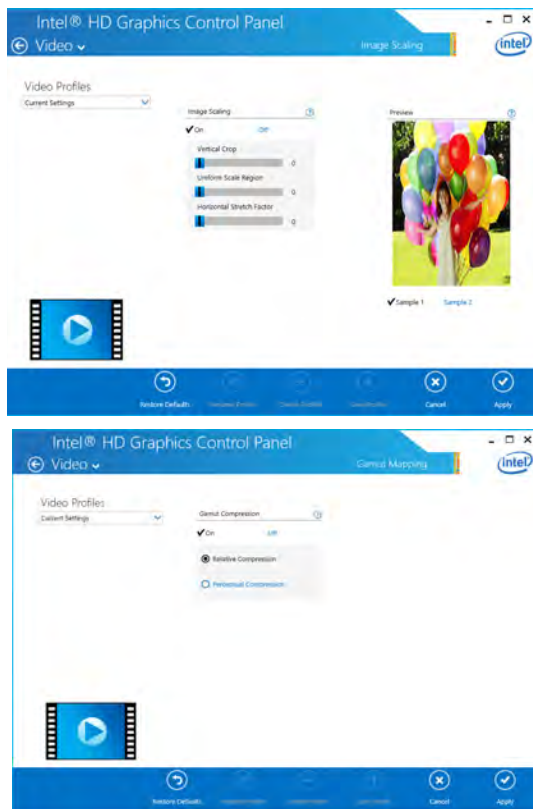 Intel® HD Graphics Control Panel
Video
Image Scaling
intel
Video Profiles
Current Settings
Image Scaling
Preview
On Off
Vertical Crop
0
Uniform Scale Region
0
Horizontal Stretch Factor
0
Sample 1 Sample 2
Restore Defaults
Cancel
Apply
Intel® HD Graphics Control Panel
Video
Gamut Mapping
intel
Video Profiles
Current Settings
Gamut Compression
On Off
Relative Compression
Perceptual Compression
Restore Defaults
Cancel
Apply